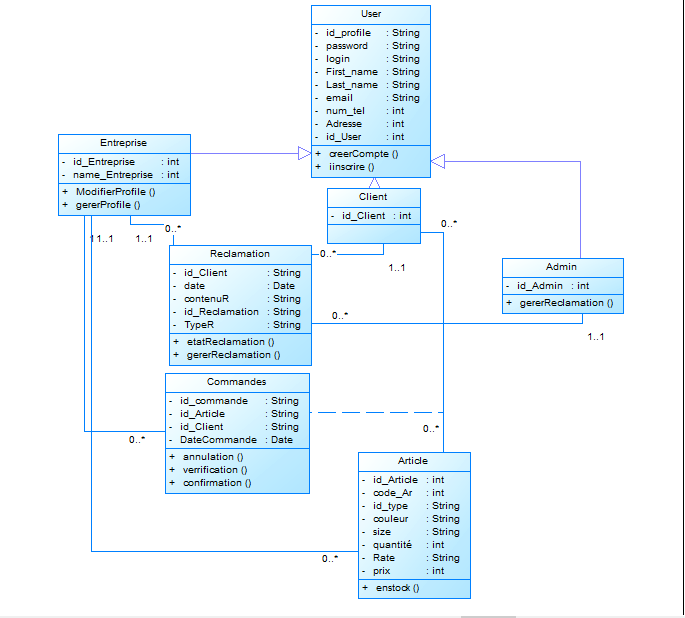 User
- id_profile : String
- password : String
- login : String
- First_name : String
- Last_name : String
- email : String
- num_tel : int
- Adresse : int
- id_User : int
+ creerCompte ()
+ iinscrire ()
Entreprise
- id_Entreprise : int
- name_Entreprise : int
+ ModifierProfile ()
+ gererProfile ()
Client
- id_Client : int
0..*
1..1
1..1
0..*
0..*
1..1
Reclamation
- id_Client : String
- date : Date
- contenuR : String
- id_Reclamation : String
- TypeR : String
+ etatReclamation ()
+ gererReclamation ()
Admin
- id_Admin : int
+ gererReclamation ()
0..*
1..1
Commandes
- id_commande : String
- id_Article : String
- id_Client : String
- DateCommande : Date
+ annulation ()
+ verrification ()
+ confirmation ()
0..*
0..*
Article
- id_Article : int
- code_Ar : int
- id_type : String
- couleur : String
- size : String
- quantité : int
- Rate : String
- prix : int
+ enstock ()
0..*